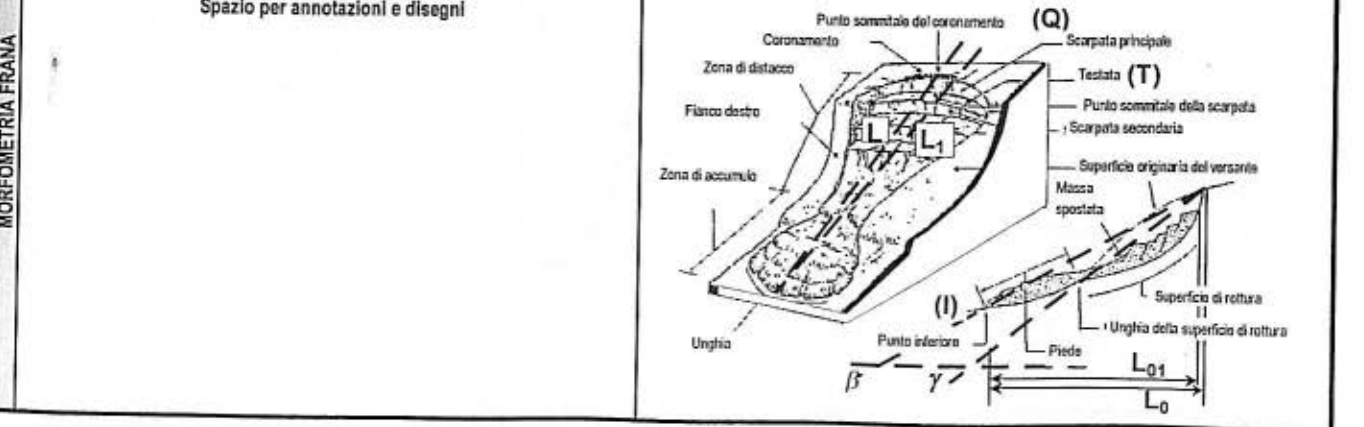 MORFOMETRIA FRANA
Spazio per annotazioni e disegni
Punto sommitale del coronamento (Q)
Coronamento
Scarpata principale
Zona di distacco
Testata (T)
Fianco destro
Punto sommitale della scarpata
Scarpata secondaria
L
L1
Zona di accumulo
Superficie originaria del versante
Massa
spostata
(I)
Superficie di rottura
Unghia della superficie di rottura
Unghia
Punto inferiore
Piede
β
γ
L01
L0